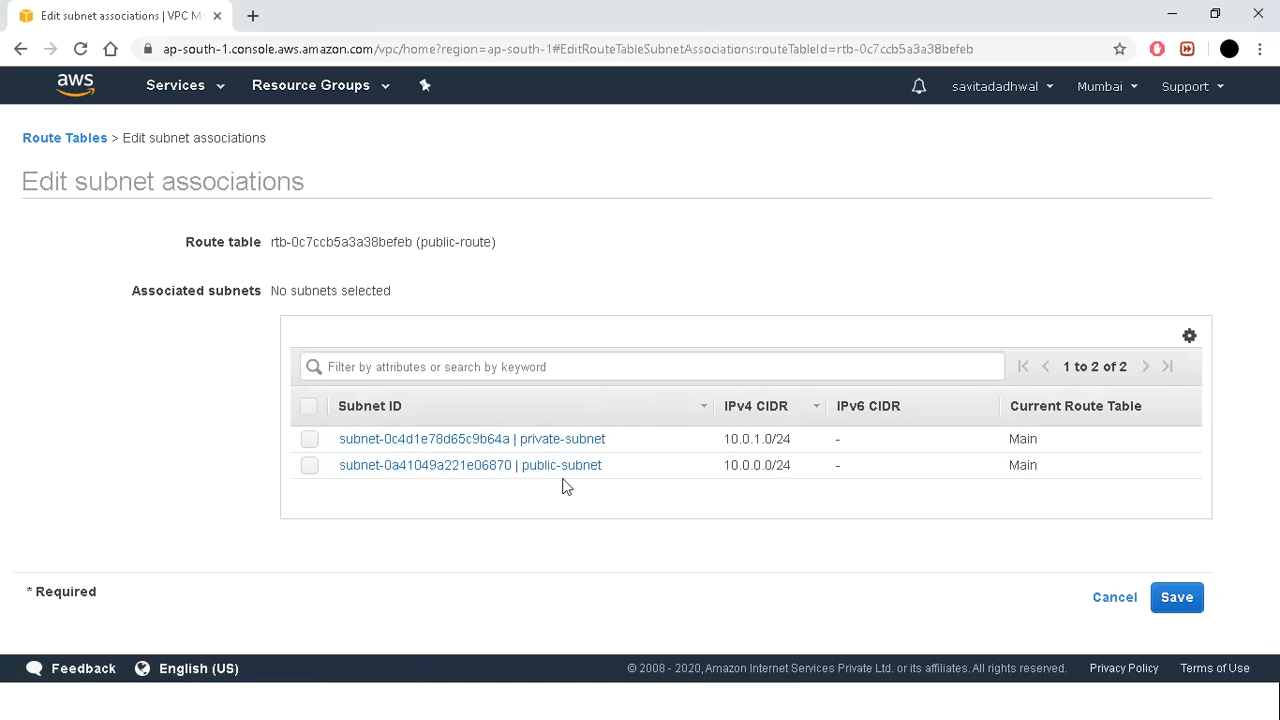 Edit subnet associations | VPC M
ap-south-1.console.aws.amazon.com/vpc/home?region=ap-south-1#EditRouteTableSubnetAssociations:routeTableId=rtb-0c7ccb5a3a38befeb
aws Services Resource Groups savitadadhwal Mumbai Support
Route Tables > Edit subnet associations
Edit subnet associations
Route table rtb-0c7ccb5a3a38befeb (public-route)
Associated subnets No subnets selected
Filter by attributes or search by keyword 1 to 2 of 2
Subnet ID IPv4 CIDR IPv6 CIDR Current Route Table
subnet-0c4d1e78d65c9b64a | private-subnet 10.0.1.0/24 - Main
subnet-0a41049a221e06870 | public-subnet 10.0.0.0/24 - Main
* Required Cancel Save
Feedback English (US) © 2008 - 2020, Amazon Internet Services Private Ltd. or its affiliates. All rights reserved. Privacy Policy Terms of Use